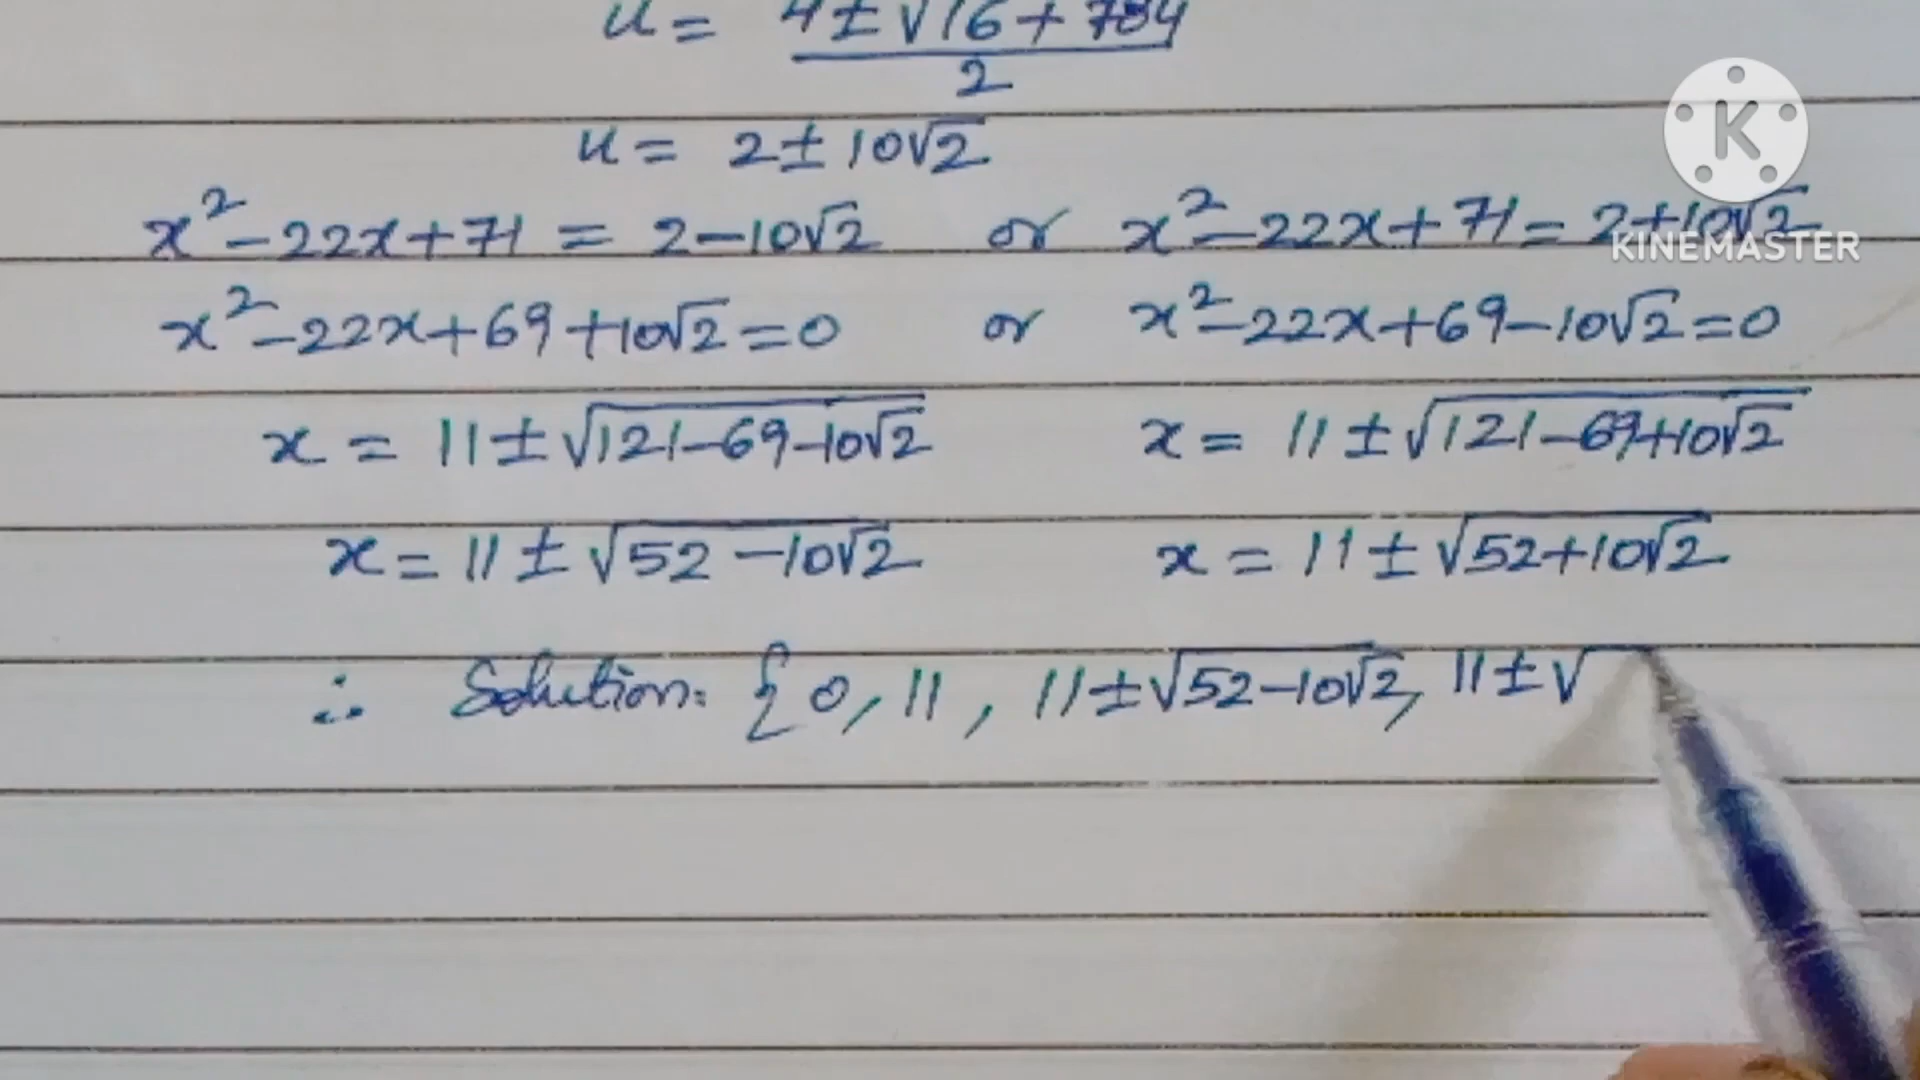 u = 4±√16+784
2
u = 2±10√2
x²-22x+71 = 2-10√2 or x²-22x+71=2+10√2
x²-22x+69+10√2=0 or x²-22x+69-10√2=0
x = 11±√121-69-10√2 x = 11±√121-69+10√2
x = 11±√52-10√2 x = 11±√52+10√2
∴ Solution: {0, 11, 11±√52-10√2, 11±√
K
KINEMASTER